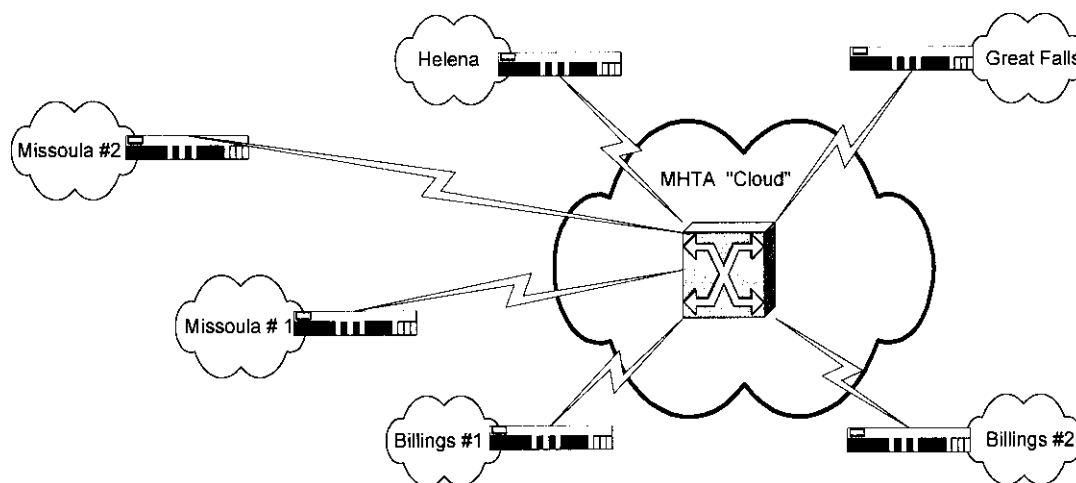 Helena
Great Falls
Missoula #2
MHTA "Cloud"
Missoula # 1
Billings #1
Billings #2